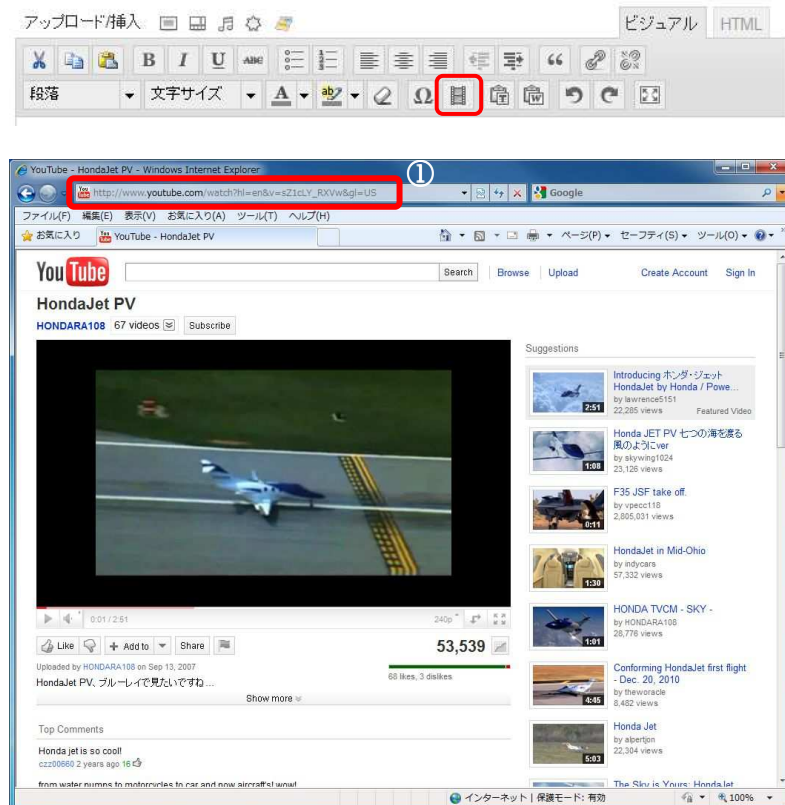 アップロード/挿入
ビジュアル HTML
B I U ABC “
段落 文字サイズ A ab Ω T W
①
YouTube - HondaJet PV - Windows Internet Explorer
http://www.youtube.com/watch?hl=en&v=sZ1cLY_RXVw&gl=US
Google
ファイル(F) 編集(E) 表示(V) お気に入り(A) ツール(T) ヘルプ(H)
お気に入り YouTube - HondaJet PV
ページ(P) セーフティ(S) ツール(O)
YouTube
Search Browse Upload Create Account Sign In
HondaJet PV
HONDARA108 67 videos Subscribe
Suggestions
Introducing ホンダ・ジェット
HondaJet by Honda / Powe...
by lawrence5151
2:51 22,285 views Featured Video
Honda JET PV 七つの海を渡る
風のようにver
by skywing1024
1:08 23,126 views
F35 JSF take off.
by vpecc118
0:11 2,805,031 views
HondaJet in Mid-Ohio
by indycars
1:30 57,332 views
HONDA TVCM - SKY -
by HONDARA108
1:01 28,776 views
Conforming HondaJet first flight
- Dec. 20, 2010
by theworacle
4:45 8,482 views
Honda Jet
by alpertjon
5:03 22,304 views
The Sky is Yours: HondaJet
0:01 / 2:51 240p
Like Add to Share 53,539
Uploaded by HONDARA108 on Sep 13, 2007
68 likes, 3 dislikes
HondaJet PV、ブルーレイで見たいですね...
Show more
Top Comments
Honda jet is so cool!
czz00660 2 years ago 16
from water pumps to motorcycles to car and now aircraft's! wow!
インターネット | 保護モード: 有効 100%